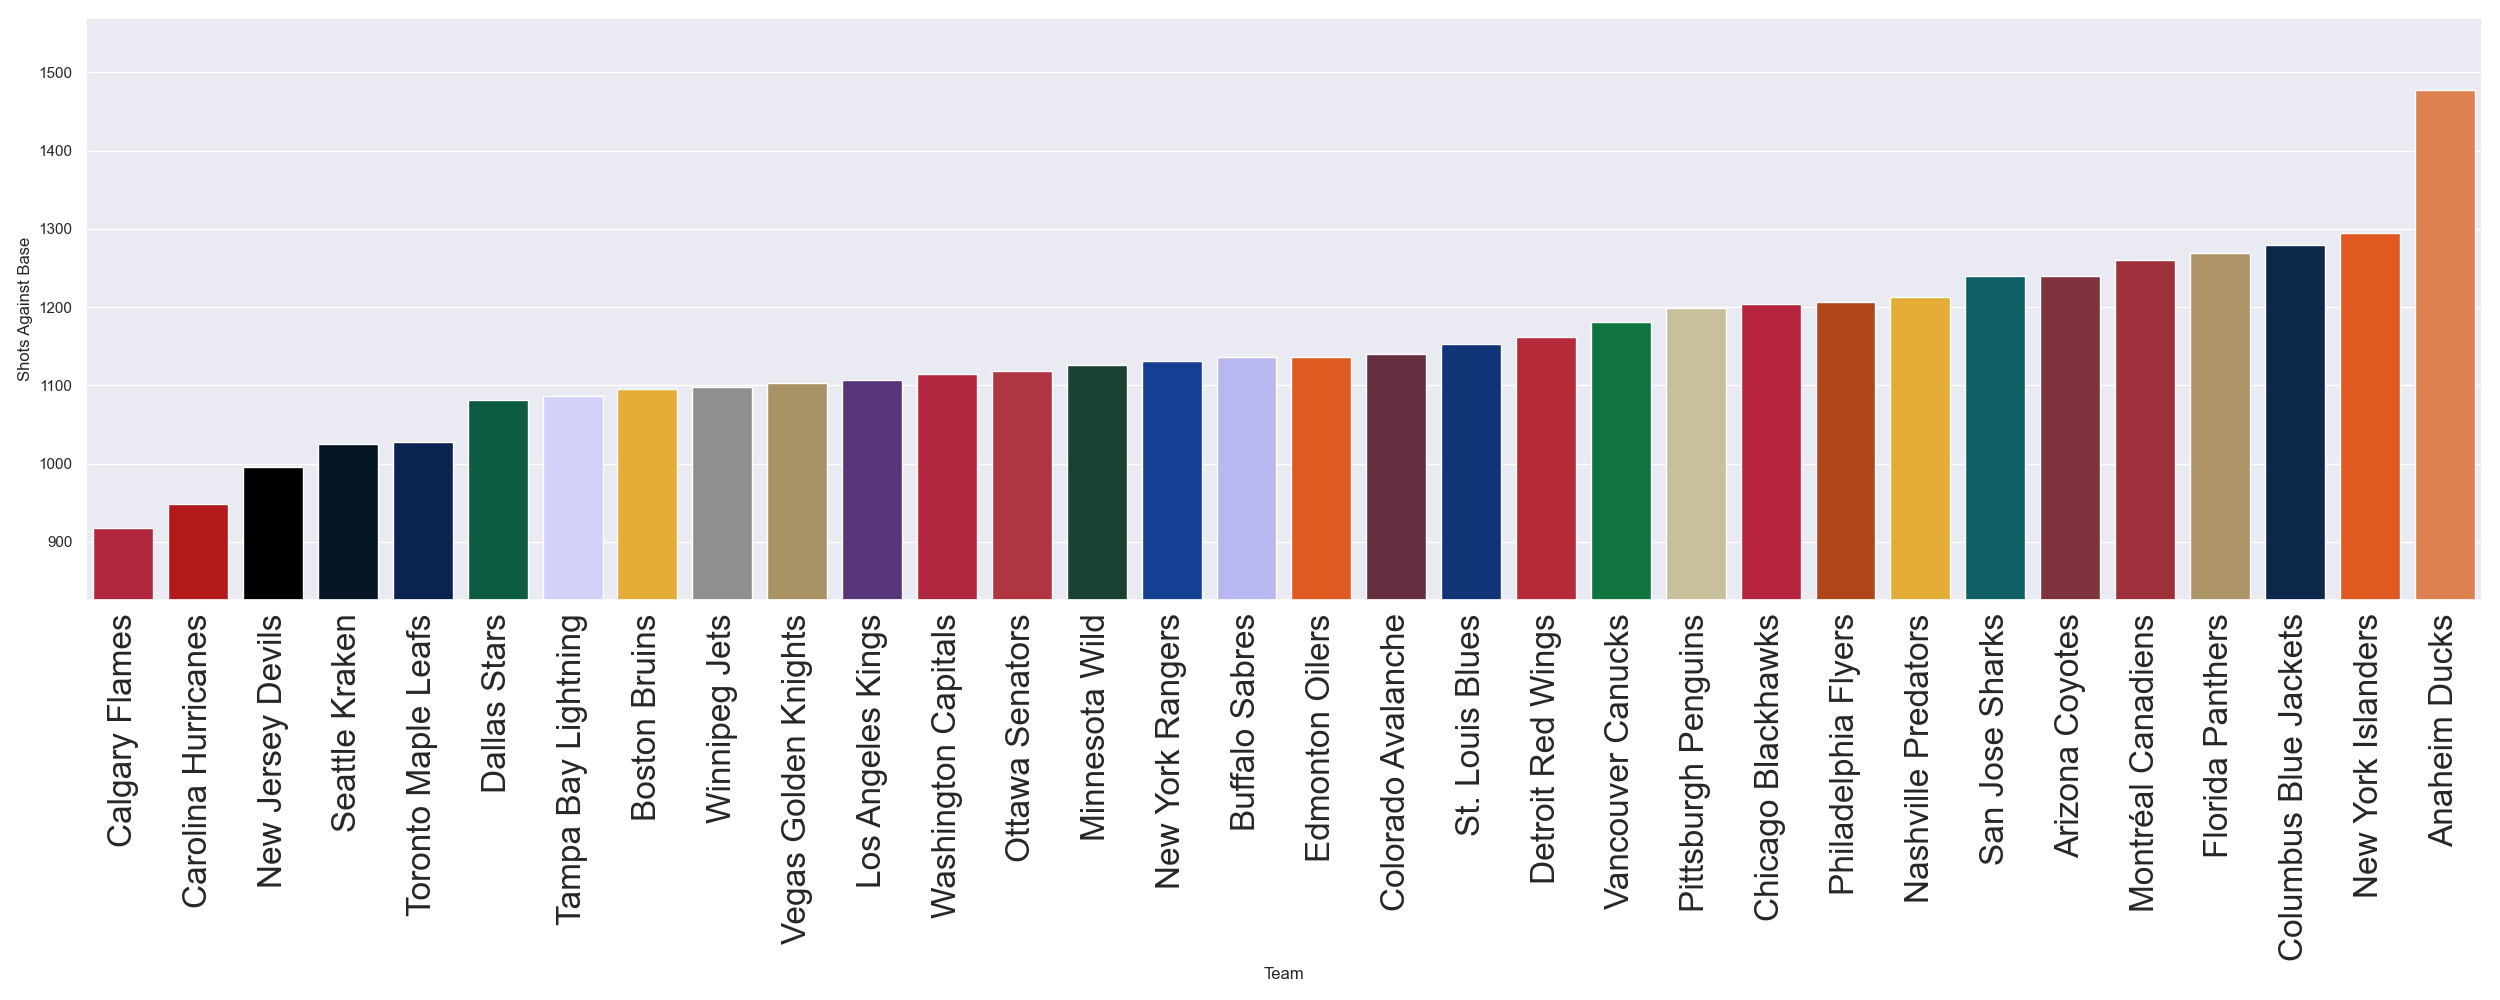 1500
1400
1300
1200
1100
1000
900
Shots Against Base
Calgary Flames
Carolina Hurricanes
New Jersey Devils
Seattle Kraken
Toronto Maple Leafs
Dallas Stars
Tampa Bay Lightning
Boston Bruins
Winnipeg Jets
Vegas Golden Knights
Los Angeles Kings
Washington Capitals
Ottawa Senators
Minnesota Wild
New York Rangers
Buffalo Sabres
Edmonton Oilers
Colorado Avalanche
St. Louis Blues
Detroit Red Wings
Vancouver Canucks
Pittsburgh Penguins
Chicago Blackhawks
Philadelphia Flyers
Nashville Predators
San Jose Sharks
Arizona Coyotes
Montréal Canadiens
Florida Panthers
Columbus Blue Jackets
New York Islanders
Anaheim Ducks
Team